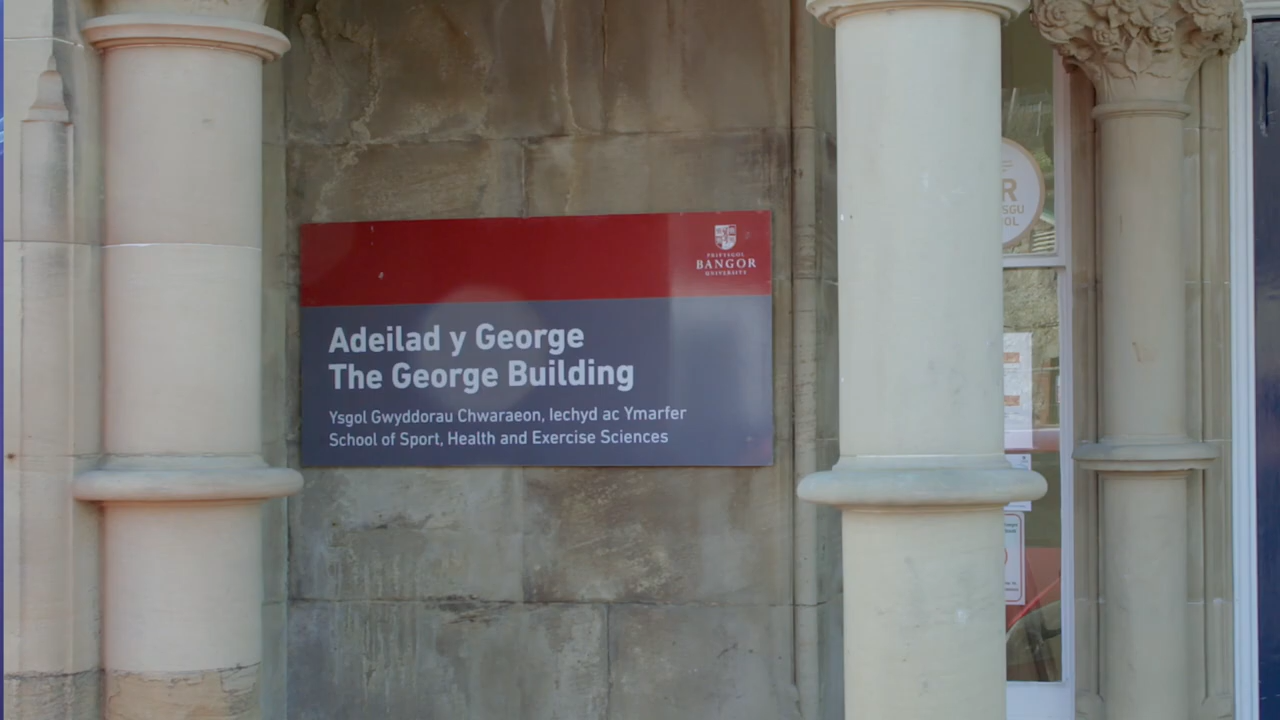 PRIFYSGOL
BANGOR
UNIVERSITY
Adeilad y George
The George Building
Ysgol Gwyddorau Chwaraeon, Iechyd ac Ymarfer
School of Sport, Health and Exercise Sciences